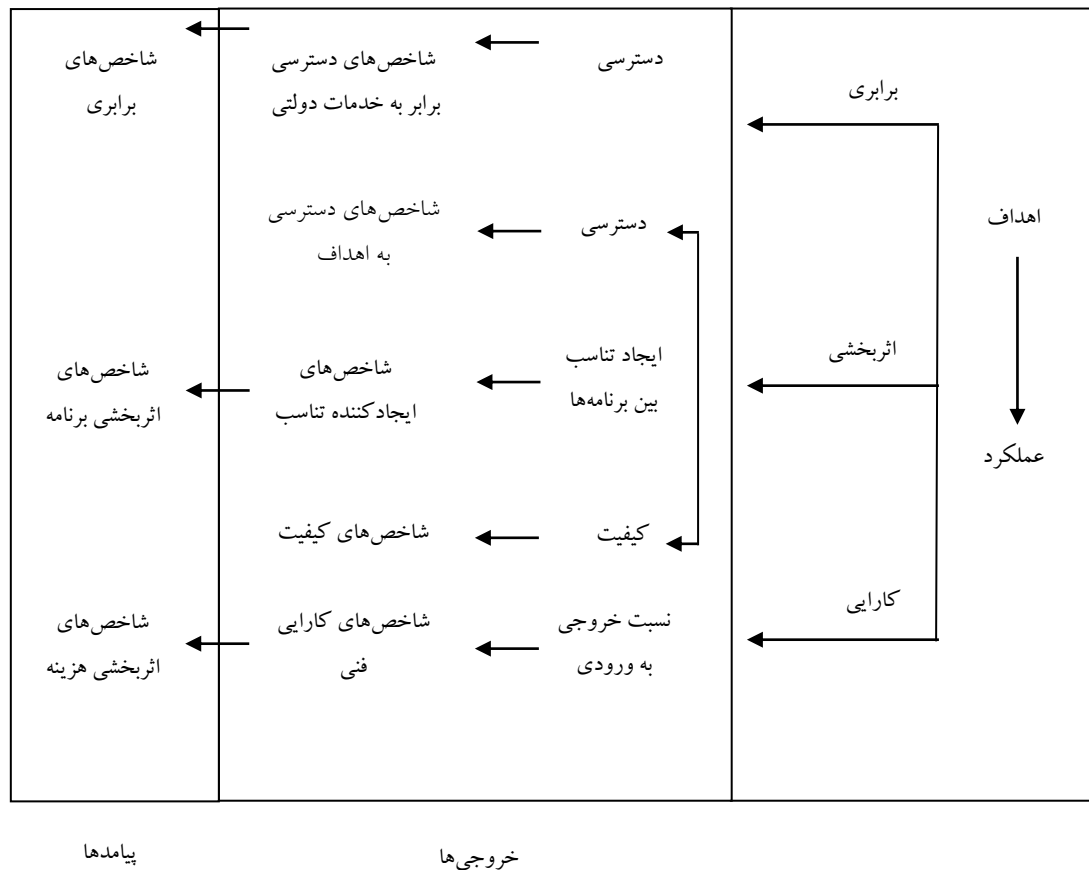 اهداف
عملکرد
برابری
اثربخشی
کارایی
دسترسی
شاخص‌های دسترسی
برابر به خدمات دولتی
شاخص‌های
برابری
دسترسی
شاخص‌های دسترسی
به اهداف
ایجاد تناسب
بین برنامه‌ها
شاخص‌های
ایجادکننده تناسب
شاخص‌های
اثربخشی برنامه
کیفیت
شاخص‌های کیفیت
نسبت خروجی
به ورودی
شاخص‌های کارایی
فنی
شاخص‌های
اثربخشی هزینه
خروجی‌ها
پیامدها